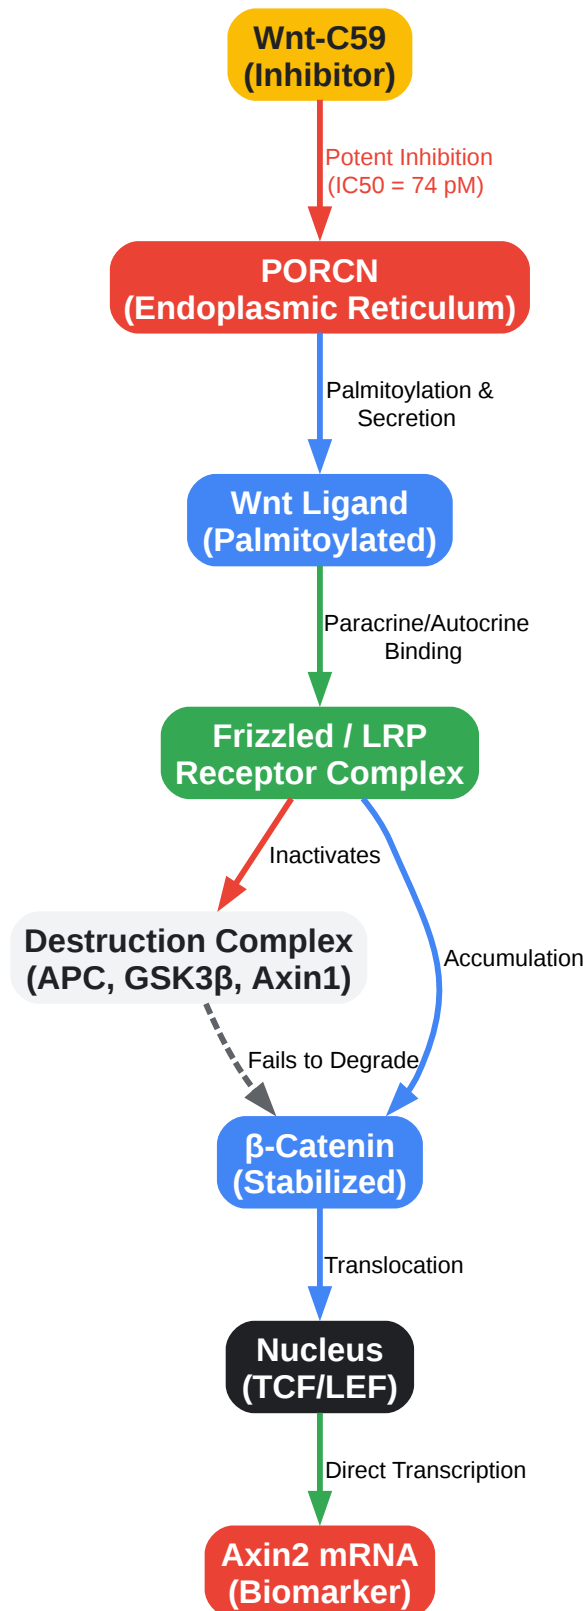 Wnt-C59
(Inhibitor)
Potent Inhibition
(IC50 = 74 pM)
PORCN
(Endoplasmic Reticulum)
Palmitoylation &
Secretion
Wnt Ligand
(Palmitoylated)
Paracrine/Autocrine
Binding
Frizzled / LRP
Receptor Complex
Inactivates
Destruction Complex
(APC, GSK3β, Axin1)
Accumulation
Fails to Degrade
β-Catenin
(Stabilized)
Translocation
Nucleus
(TCF/LEF)
Direct Transcription
Axin2 mRNA
(Biomarker)